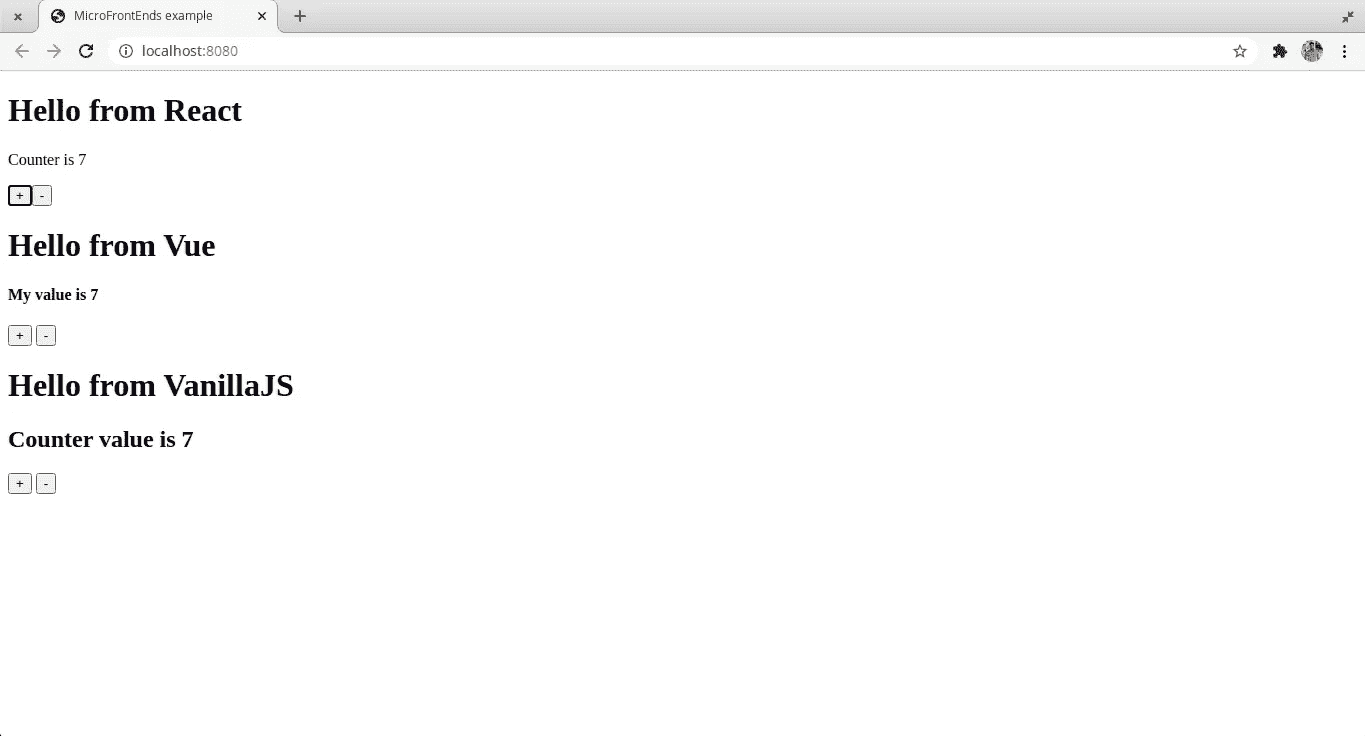 MicroFrontEnds example
localhost:8080
Hello from React
Counter is 7
+ -
Hello from Vue
My value is 7
+ -
Hello from VanillaJS
Counter value is 7
+ -